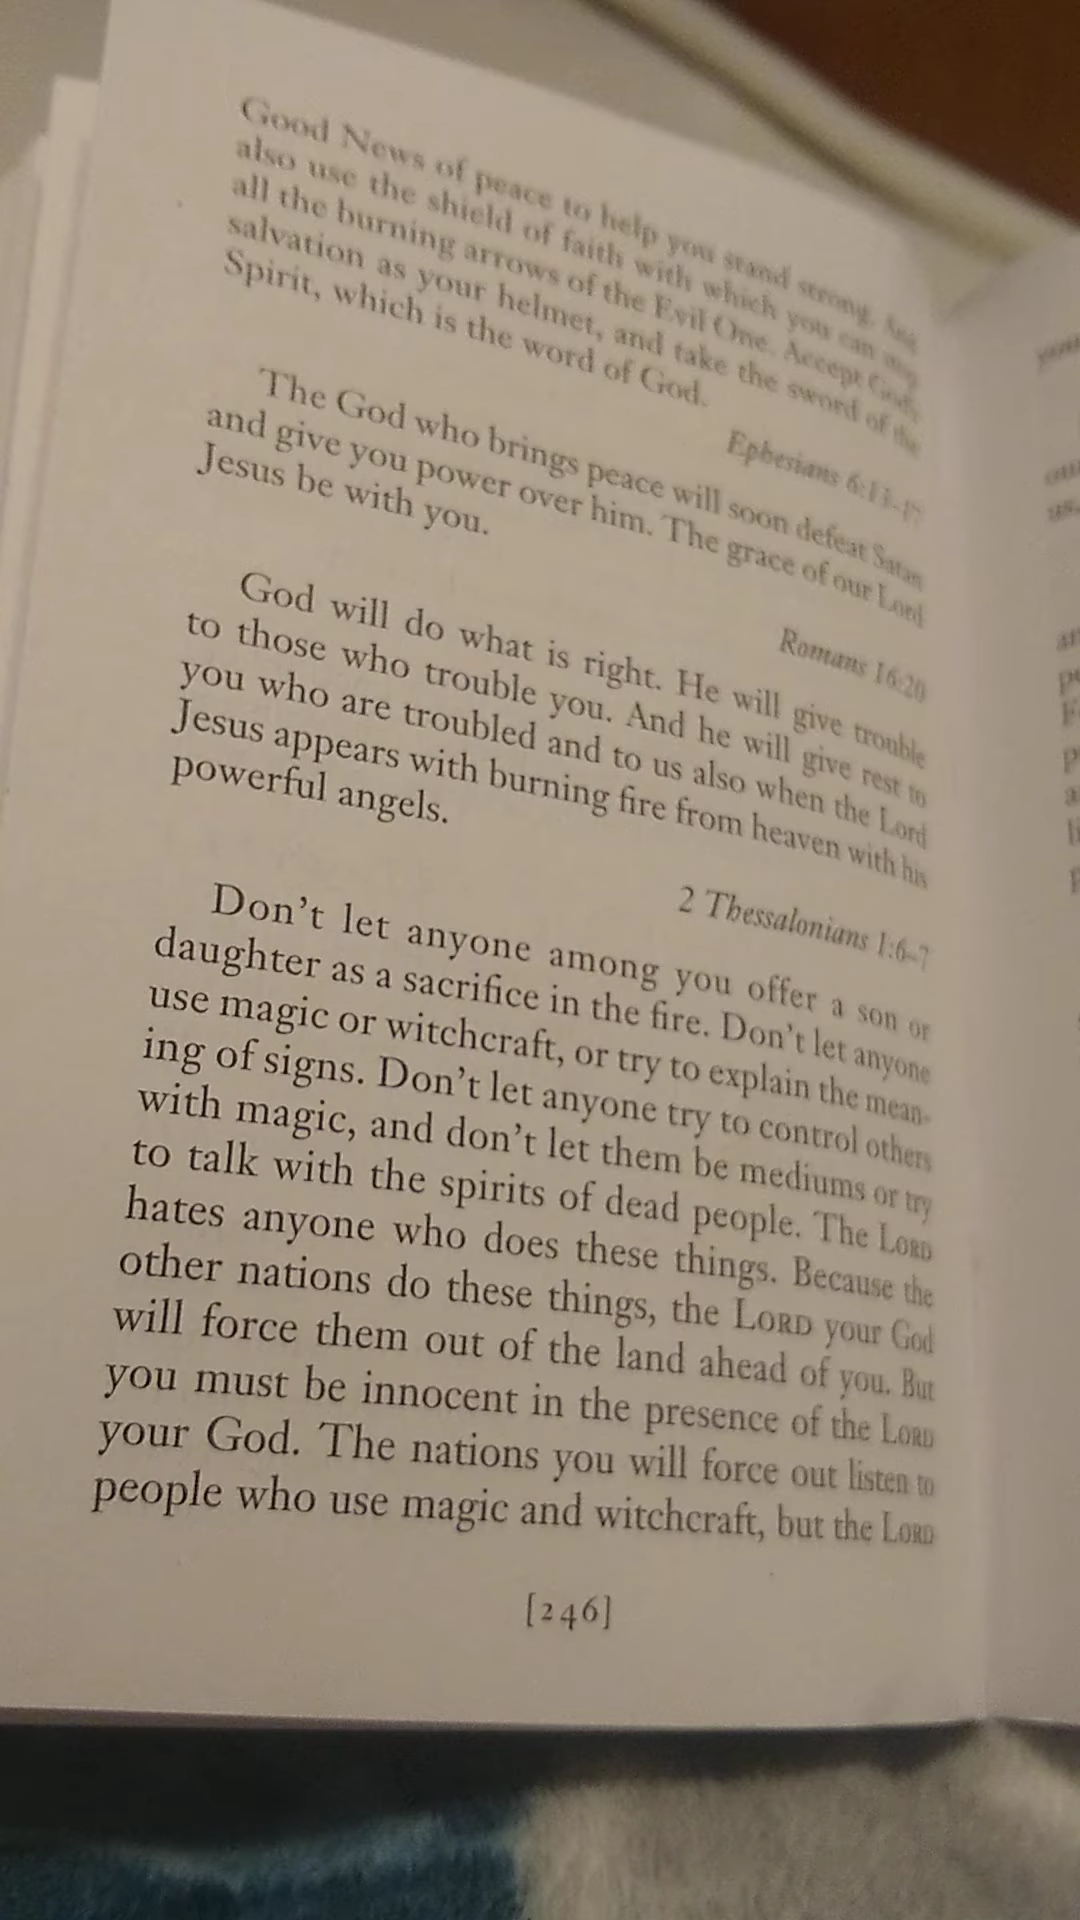 Good News of peace to help you stand strong. And
also use the shield of faith with which you can stop
all the burning arrows of the Evil One. Accept God's
salvation as your helmet, and take the sword of the
Spirit, which is the word of God.
Ephesians 6:11–17
The God who brings peace will soon defeat Satan
and give you power over him. The grace of our Lord
Jesus be with you.
Romans 16:20
God will do what is right. He will give trouble
to those who trouble you. And he will give rest to
you who are troubled and to us also when the Lord
Jesus appears with burning fire from heaven with his
powerful angels.
2 Thessalonians 1:6–7
Don't let anyone among you offer a son or
daughter as a sacrifice in the fire. Don't let anyone
use magic or witchcraft, or try to explain the mean-
ing of signs. Don't let anyone try to control others
with magic, and don't let them be mediums or try
to talk with the spirits of dead people. The LORD
hates anyone who does these things. Because the
other nations do these things, the LORD your God
will force them out of the land ahead of you. But
you must be innocent in the presence of the LORD
your God. The nations you will force out listen to
people who use magic and witchcraft, but the LORD
[246]